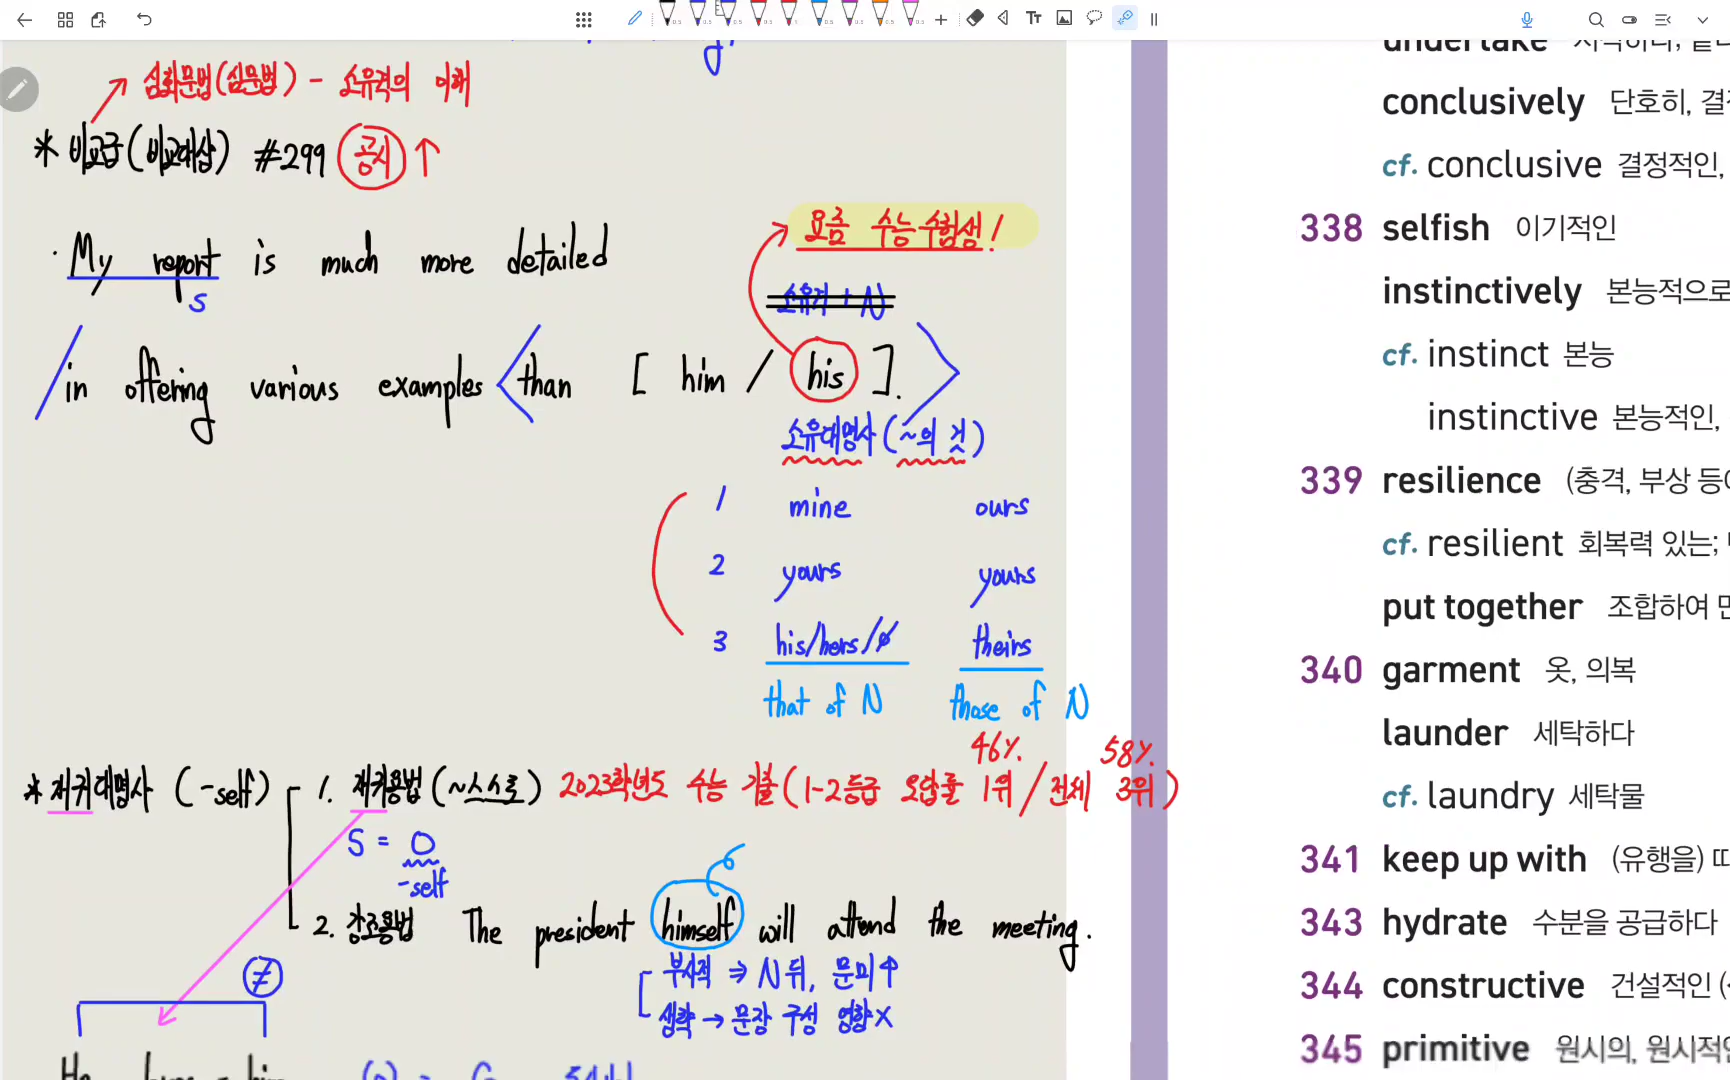 심화문법(심문법) - 소유격의 이해
* 비교급(비교대상) #299 공시 ↑
요즘 수능수험생!
· My report is much more detailed
S
소유격 + N
in offering various examples than [ him / his ].
소유대명사(~의 것)
1 mine ours
2 yours yours
3 his/hers/∅ theirs
that of N those of N
46%. 58%.
* 재귀대명사 (-self) 1. 재귀용법(~스스로) 2023학년도 수능 기출(1-2등급 오답률 1위 / 전체 3위)
S = O
-self
2. 강조용법 The president himself will attend the meeting.
≠
부사적 ⇒ N뒤, 문미↑
생략 → 문장 구성 영향X
undertake
conclusively 단호히,
cf. conclusive 결정적인,
338 selfish 이기적인
instinctively 본능적으로
cf. instinct 본능
instinctive 본능적인,
339 resilience (충격, 부상 등
cf. resilient 회복력 있는;
put together 조합하여
340 garment 옷, 의복
launder 세탁하다
cf. laundry 세탁물
341 keep up with (유행을)
343 hydrate 수분을 공급하다
344 constructive 건설적인
345 primitive 원시의, 원시적인